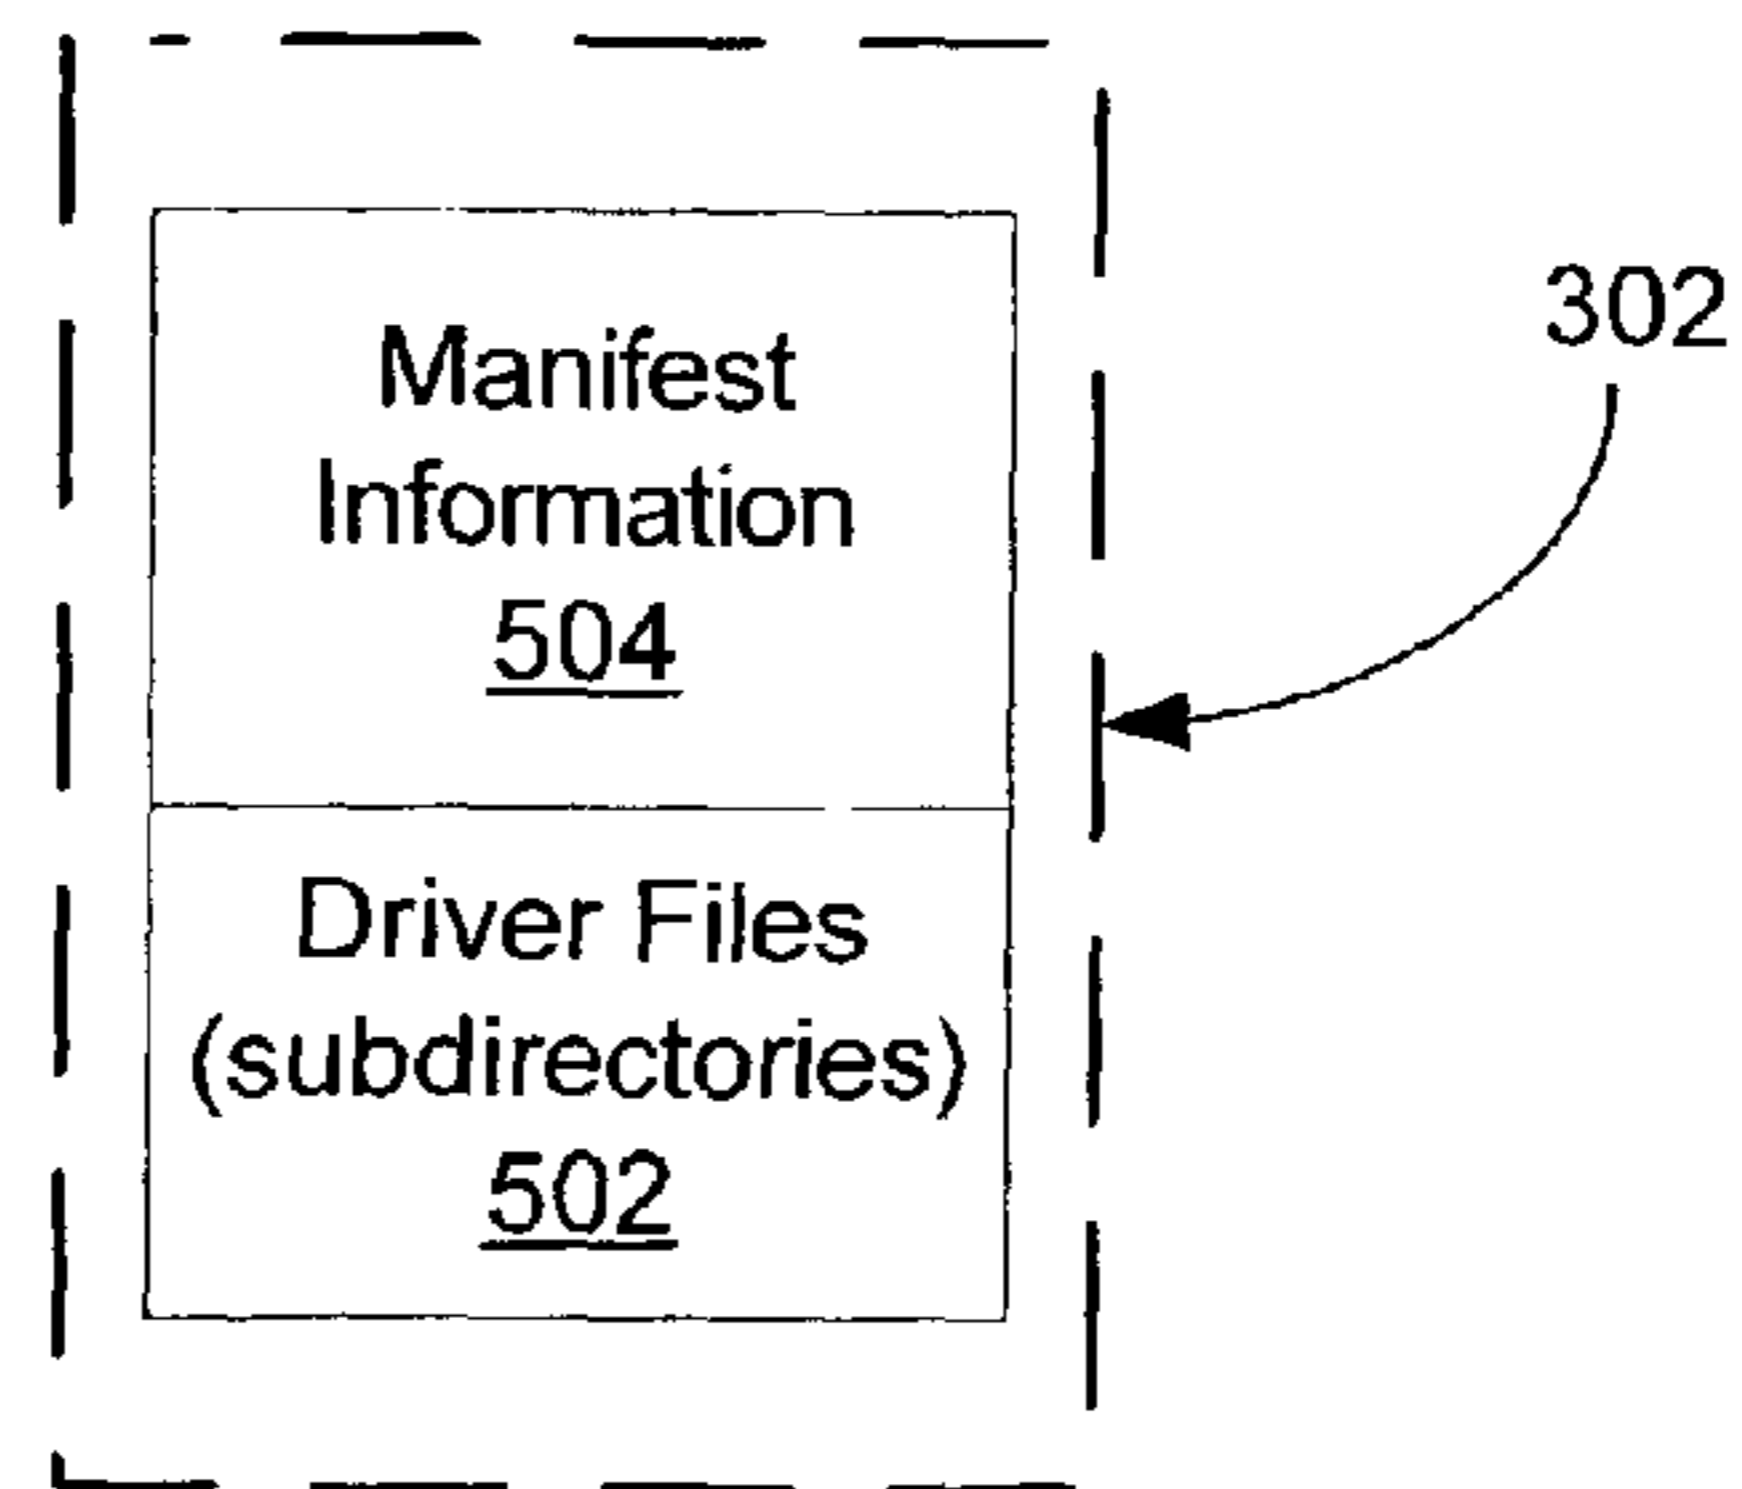 302
Manifest
Information
504
Driver Files
(subdirectories)
502